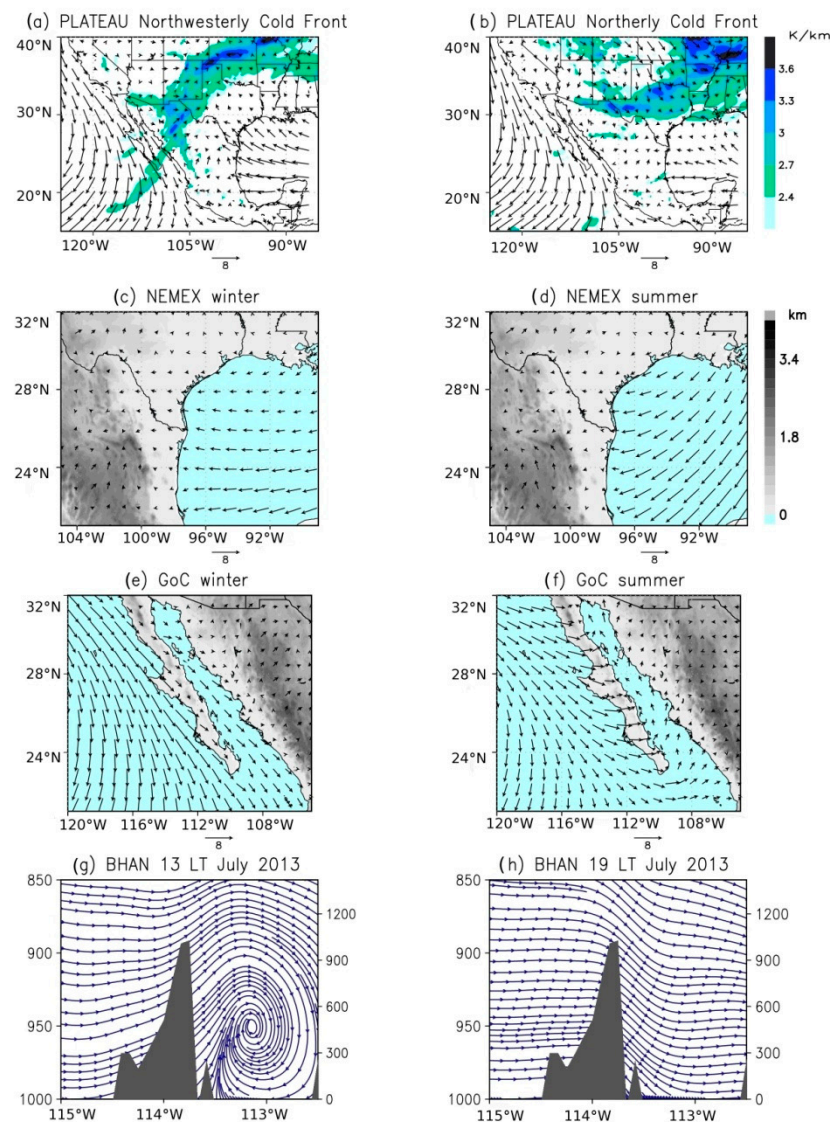 (a) PLATEAU Northwesterly Cold Front
(b) PLATEAU Northerly Cold Front
40°N
30°N
20°N
120°W 105°W 90°W
8
40°N
30°N
20°N
120°W 105°W 90°W
8
K/km
3.6
3.3
3
2.7
2.4
(c) NEMEX winter
(d) NEMEX summer
32°N
28°N
24°N
104°W 100°W 96°W 92°W
8
32°N
28°N
24°N
104°W 100°W 96°W 92°W
8
km
3.4
1.8
0
(e) GoC winter
(f) GoC summer
32°N
28°N
24°N
120°W 116°W 112°W 108°W
8
32°N
28°N
24°N
120°W 116°W 112°W 108°W
8
(g) BHAN 13 LT July 2013
(h) BHAN 19 LT July 2013
850
900
950
1000
1200
900
600
300
0
115°W 114°W 113°W
850
900
950
1000
1200
900
600
300
0
115°W 114°W 113°W